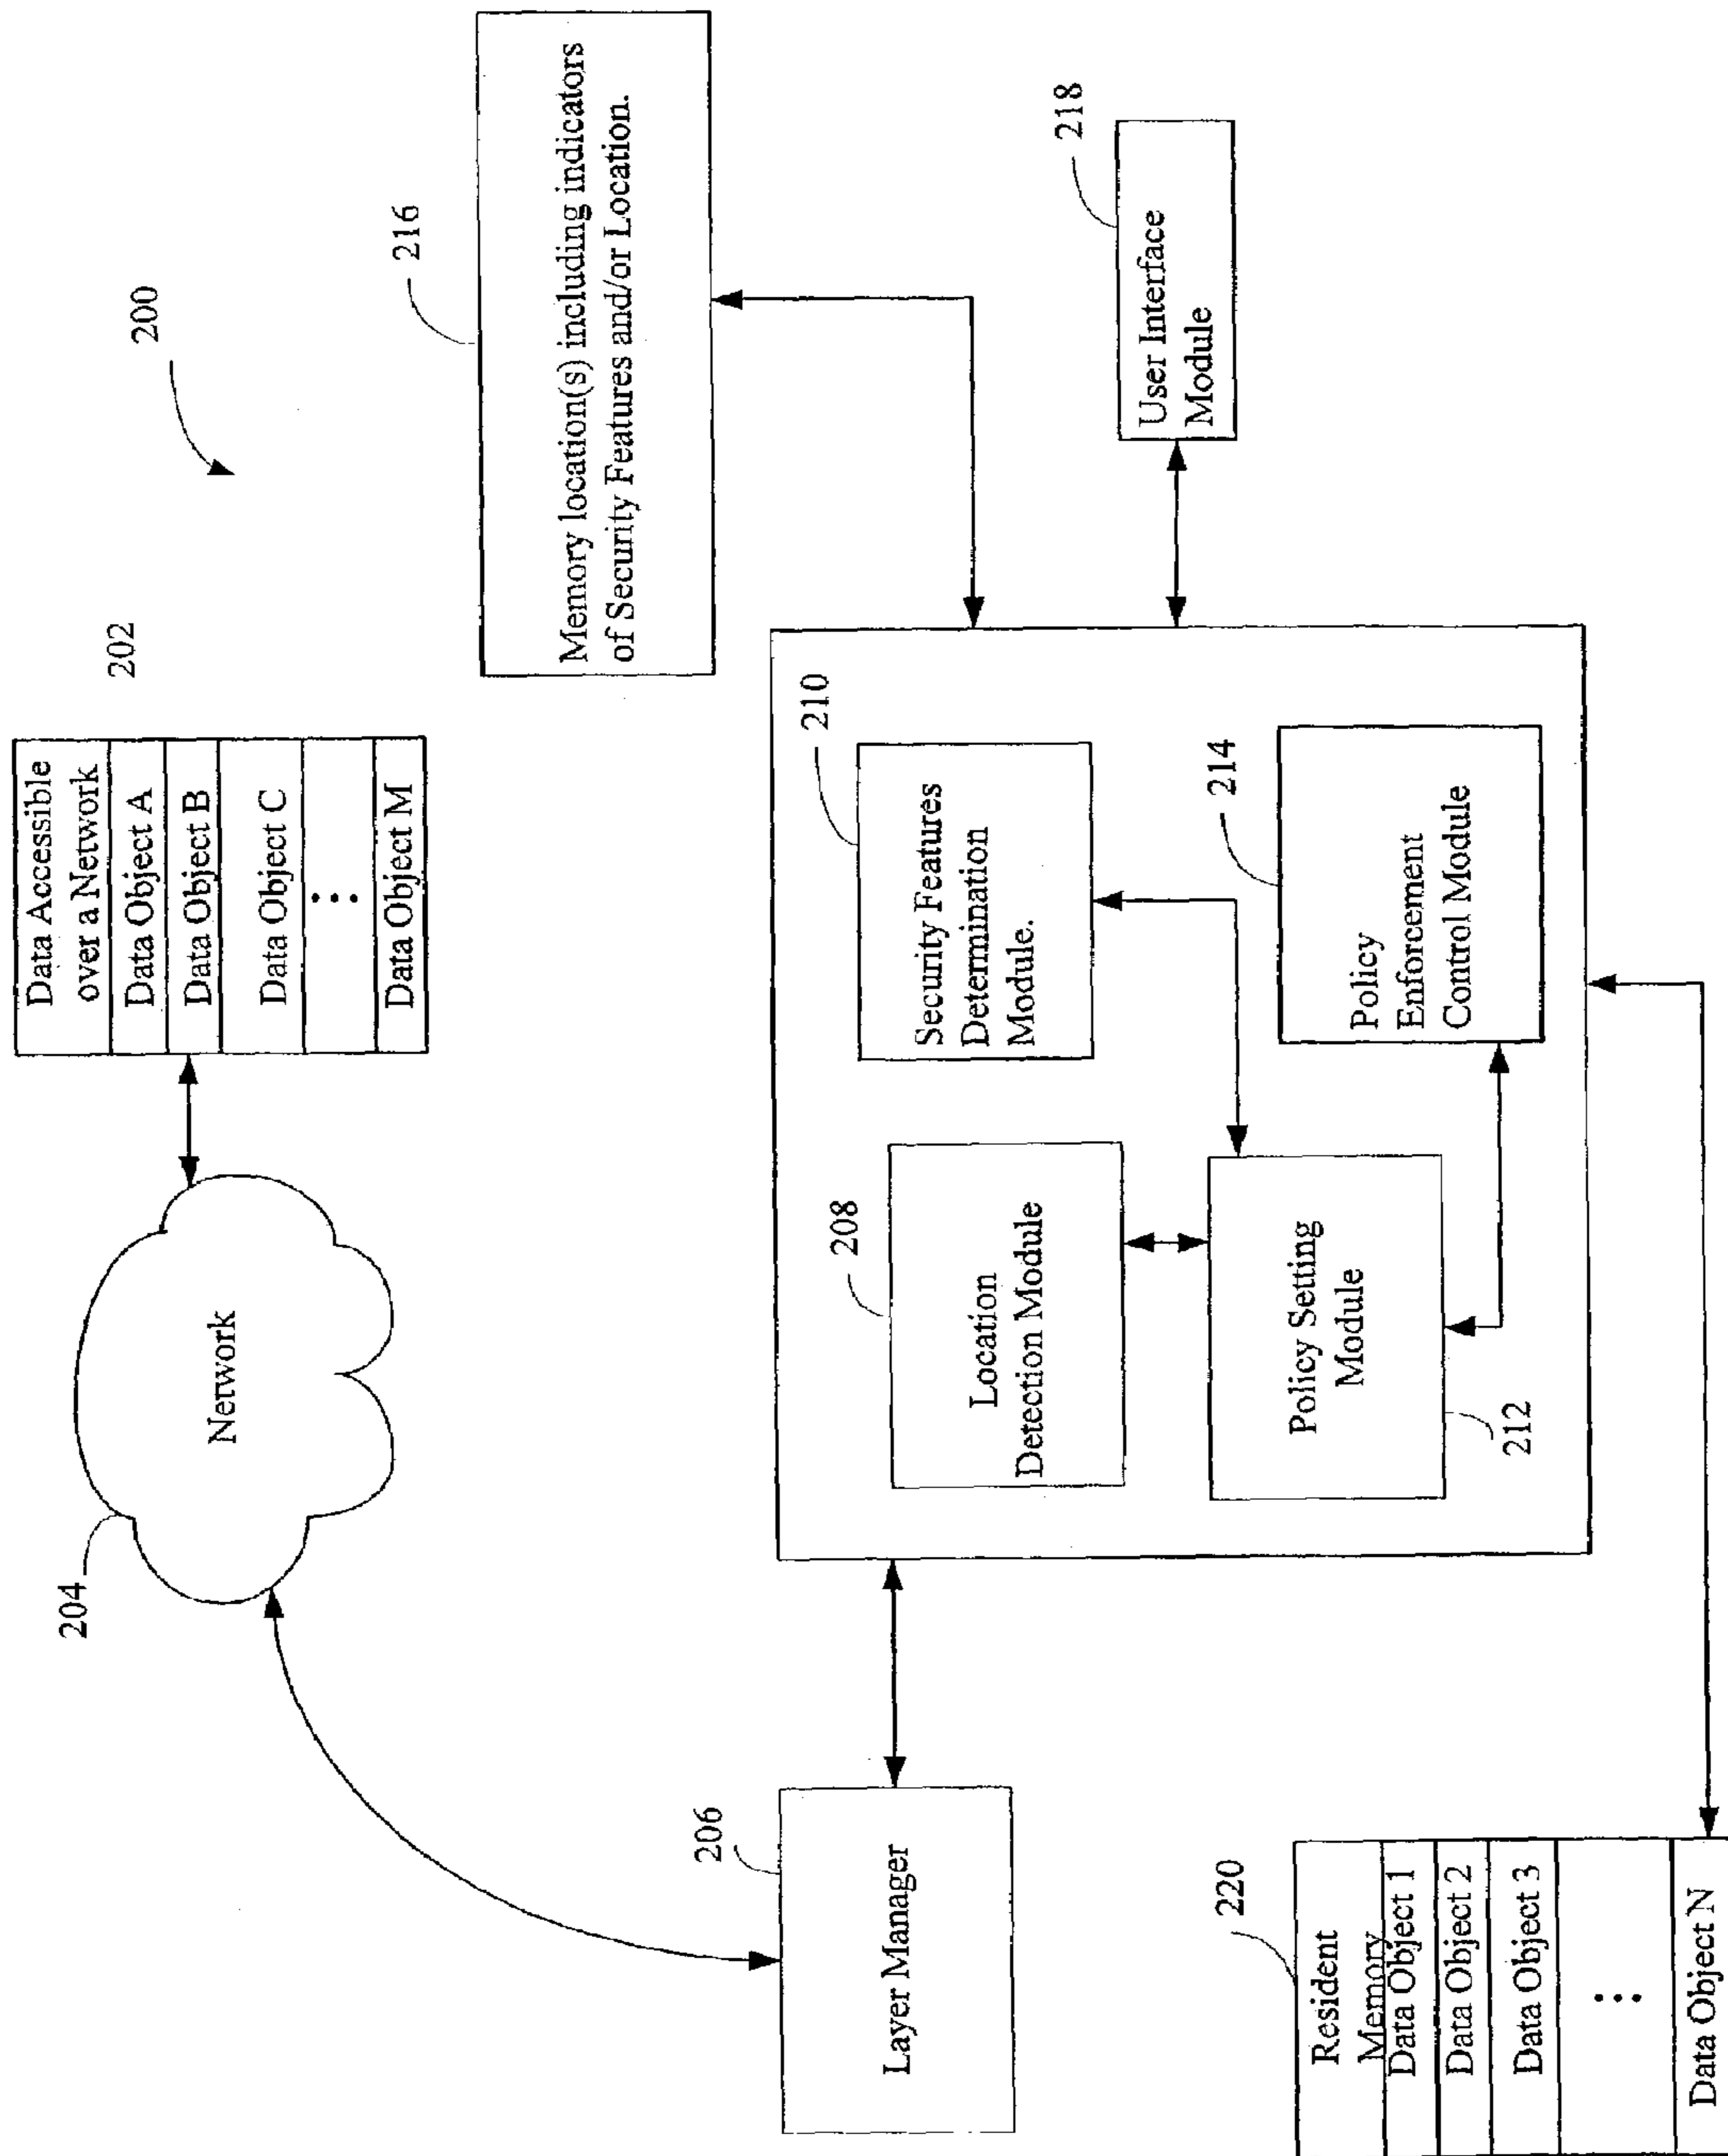 200
Data Accessible
over a Network
Data Object A
Data Object B
Data Object C
⋮
Data Object M
202
Network
204
216
Memory location(s) including indicators
of Security Features and/or Location.
Layer Manager
206
208
Location
Detection Module
210
Security Features
Determination
Module.
218
User Interface
Module
Policy Setting
Module
212
214
Policy
Enforcement
Control Module
220
Resident
Memory
Data Object 1
Data Object 2
Data Object 3
⋮
Data Object N